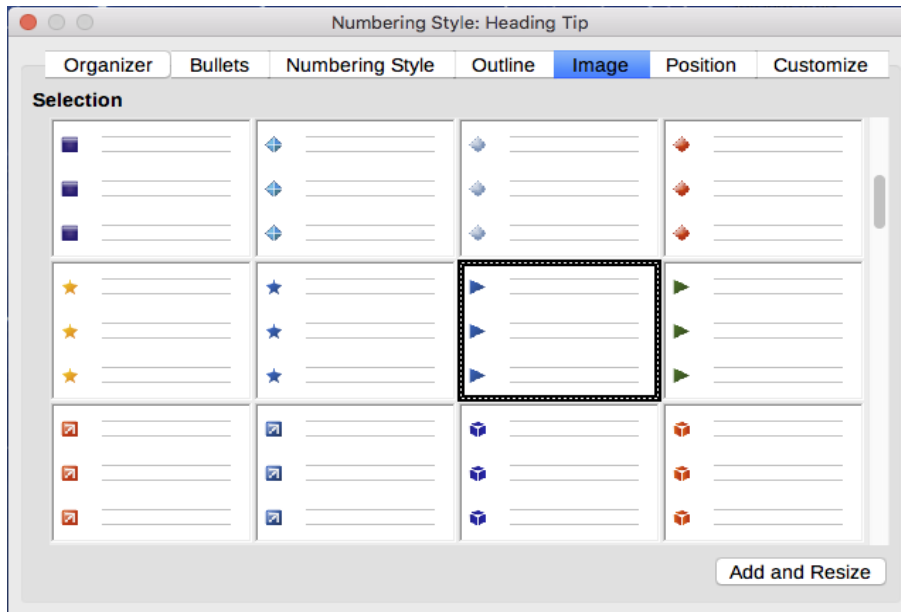 Numbering Style: Heading Tip
Organizer Bullets Numbering Style Outline Image Position Customize
Selection
Add and Resize